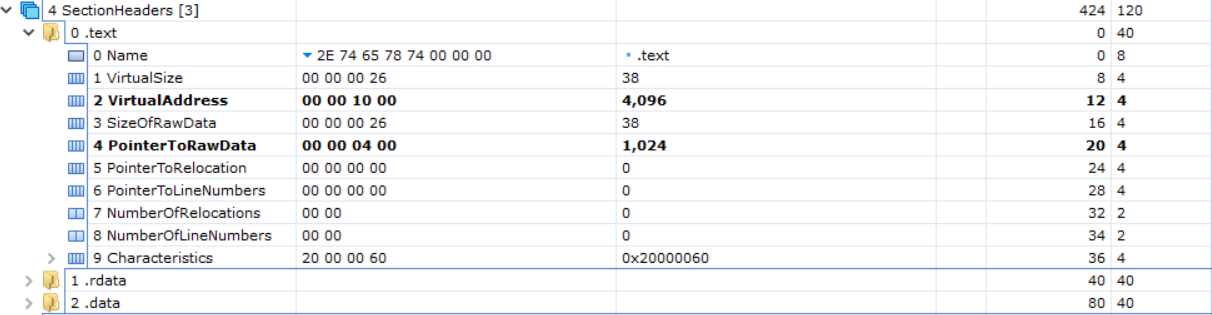 4 SectionHeaders [3] 424 120
0 .text 0 40
0 Name 2E 74 65 78 74 00 00 00 .text 0 8
1 VirtualSize 00 00 00 26 38 8 4
2 VirtualAddress 00 00 10 00 4,096 12 4
3 SizeOfRawData 00 00 00 26 38 16 4
4 PointerToRawData 00 00 04 00 1,024 20 4
5 PointerToRelocation 00 00 00 00 0 24 4
6 PointerToLineNumbers 00 00 00 00 0 28 4
7 NumberOfRelocations 00 00 0 32 2
8 NumberOfLineNumbers 00 00 0 34 2
9 Characteristics 20 00 00 60 0x20000060 36 4
1 .rdata 40 40
2 .data 80 40